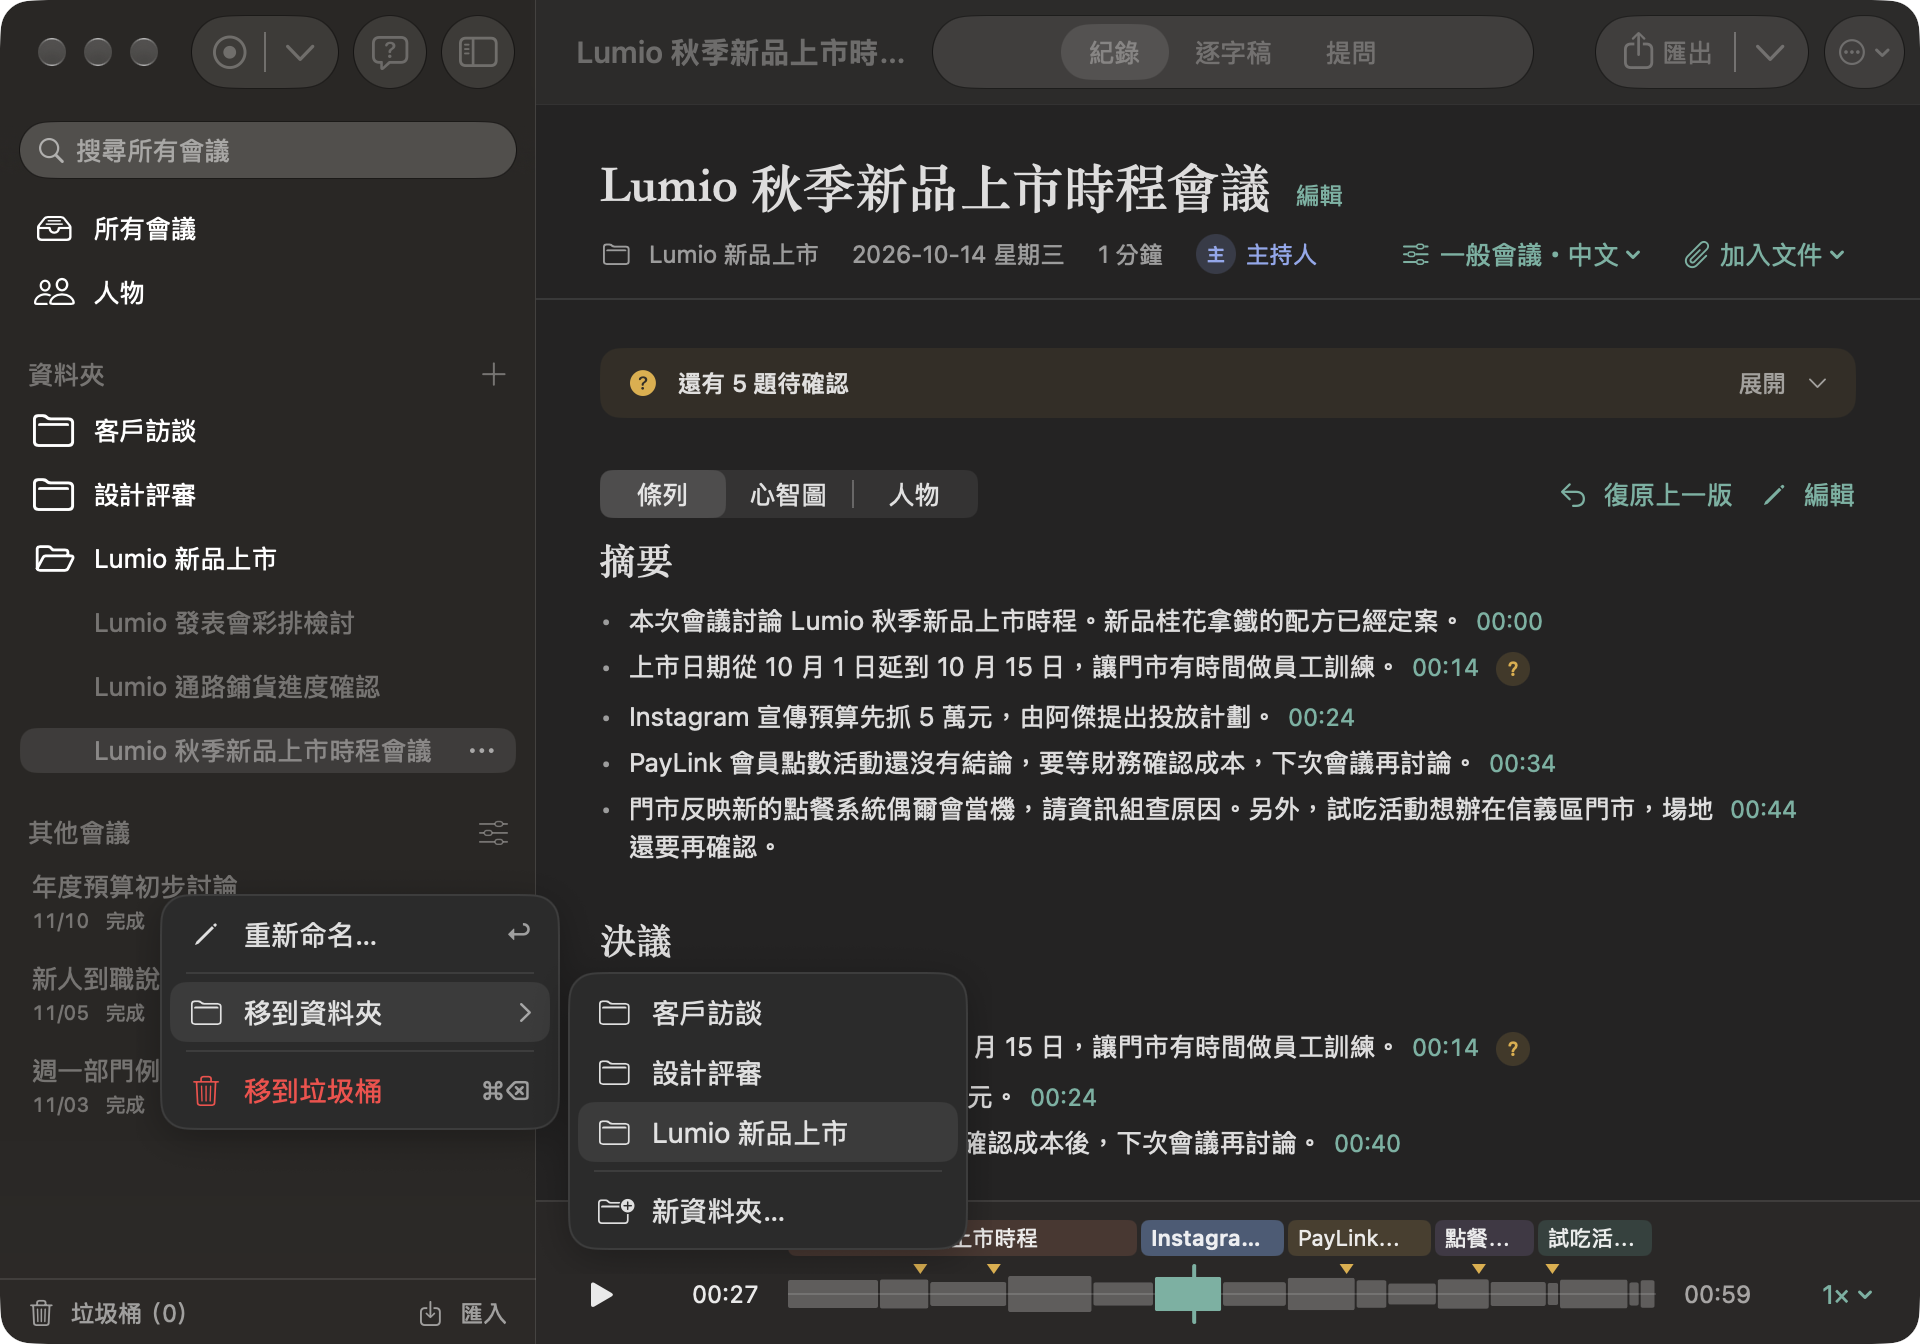 Lumio 秋季新品上市時…
紀錄
逐字稿
提問
匯出
搜尋所有會議
所有會議
人物
資料夾
客戶訪談
設計評審
Lumio 新品上市
Lumio 發表會彩排檢討
Lumio 通路鋪貨進度確認
Lumio 秋季新品上市時程會議
其他會議
年度預算初步討論
11/10 完成
新人到職說
11/05 完成
週一部門例
11/03 完成
垃圾桶 (0)
匯入
重新命名...
移到資料夾
移到垃圾桶 ⌘⌫
客戶訪談
設計評審
Lumio 新品上市
新資料夾...
Lumio 秋季新品上市時程會議 編輯
Lumio 新品上市 2026-10-14 星期三 1 分鐘 主 主持人 一般會議・中文 加入文件
? 還有 5 題待確認 展開
條列 心智圖 人物 復原上一版 編輯
摘要
• 本次會議討論 Lumio 秋季新品上市時程。新品桂花拿鐵的配方已經定案。 00:00
• 上市日期從 10 月 1 日延到 10 月 15 日，讓門市有時間做員工訓練。 00:14 ?
• Instagram 宣傳預算先抓 5 萬元，由阿傑提出投放計劃。 00:24
• PayLink 會員點數活動還沒有結論，要等財務確認成本，下次會議再討論。 00:34
• 門市反映新的點餐系統偶爾會當機，請資訊組查原因。另外，試吃活動想辦在信義區門市，場地 00:44
還要再確認。
決議
月 15 日，讓門市有時間做員工訓練。 00:14 ?
元。 00:24
確認成本後，下次會議再討論。 00:40
上市時程 Instagra... PayLink... 點餐... 試吃活...
00:27 00:59 1×